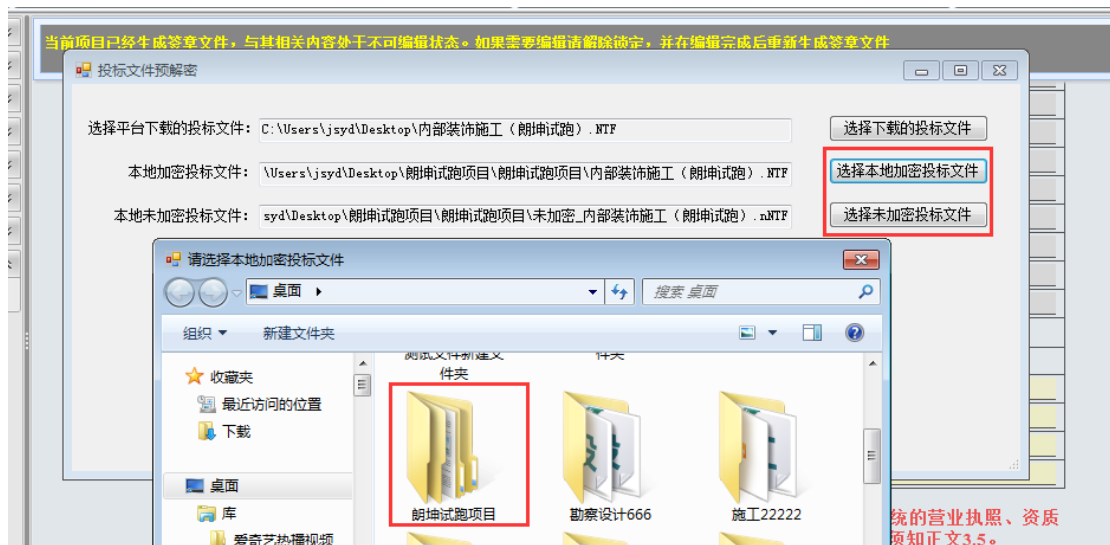 当前项目已经生成签章文件，与其相关内容处于不可编辑状态。如果需要编辑请解除锁定，并在编辑完成后重新生成签章文件
投标文件预解密
选择平台下载的投标文件： C:\Users\jsyd\Desktop\内部装饰施工（朗坤试跑）.NTF 选择下载的投标文件
本地加密投标文件： \Users\jsyd\Desktop\朗坤试跑项目\朗坤试跑项目\内部装饰施工（朗坤试跑）.NTF 选择本地加密投标文件
本地未加密投标文件： syd\Desktop\朗坤试跑项目\朗坤试跑项目\未加密_内部装饰施工（朗坤试跑）.nNTF 选择未加密投标文件
请选择本地加密投标文件
桌面 搜索 桌面
组织 新建文件夹
测试文件新建文件夹
件夹
收藏夹
最近访问的位置
下载
桌面
库
爱奇艺热播视频
朗坤试跑项目 勘察设计666 施工22222
统的营业执照、资质
须知正文3.5。